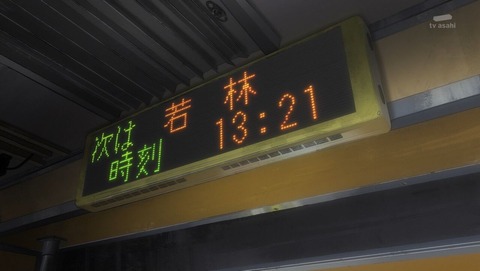 tv asahi
次は 若林
時刻 13:21